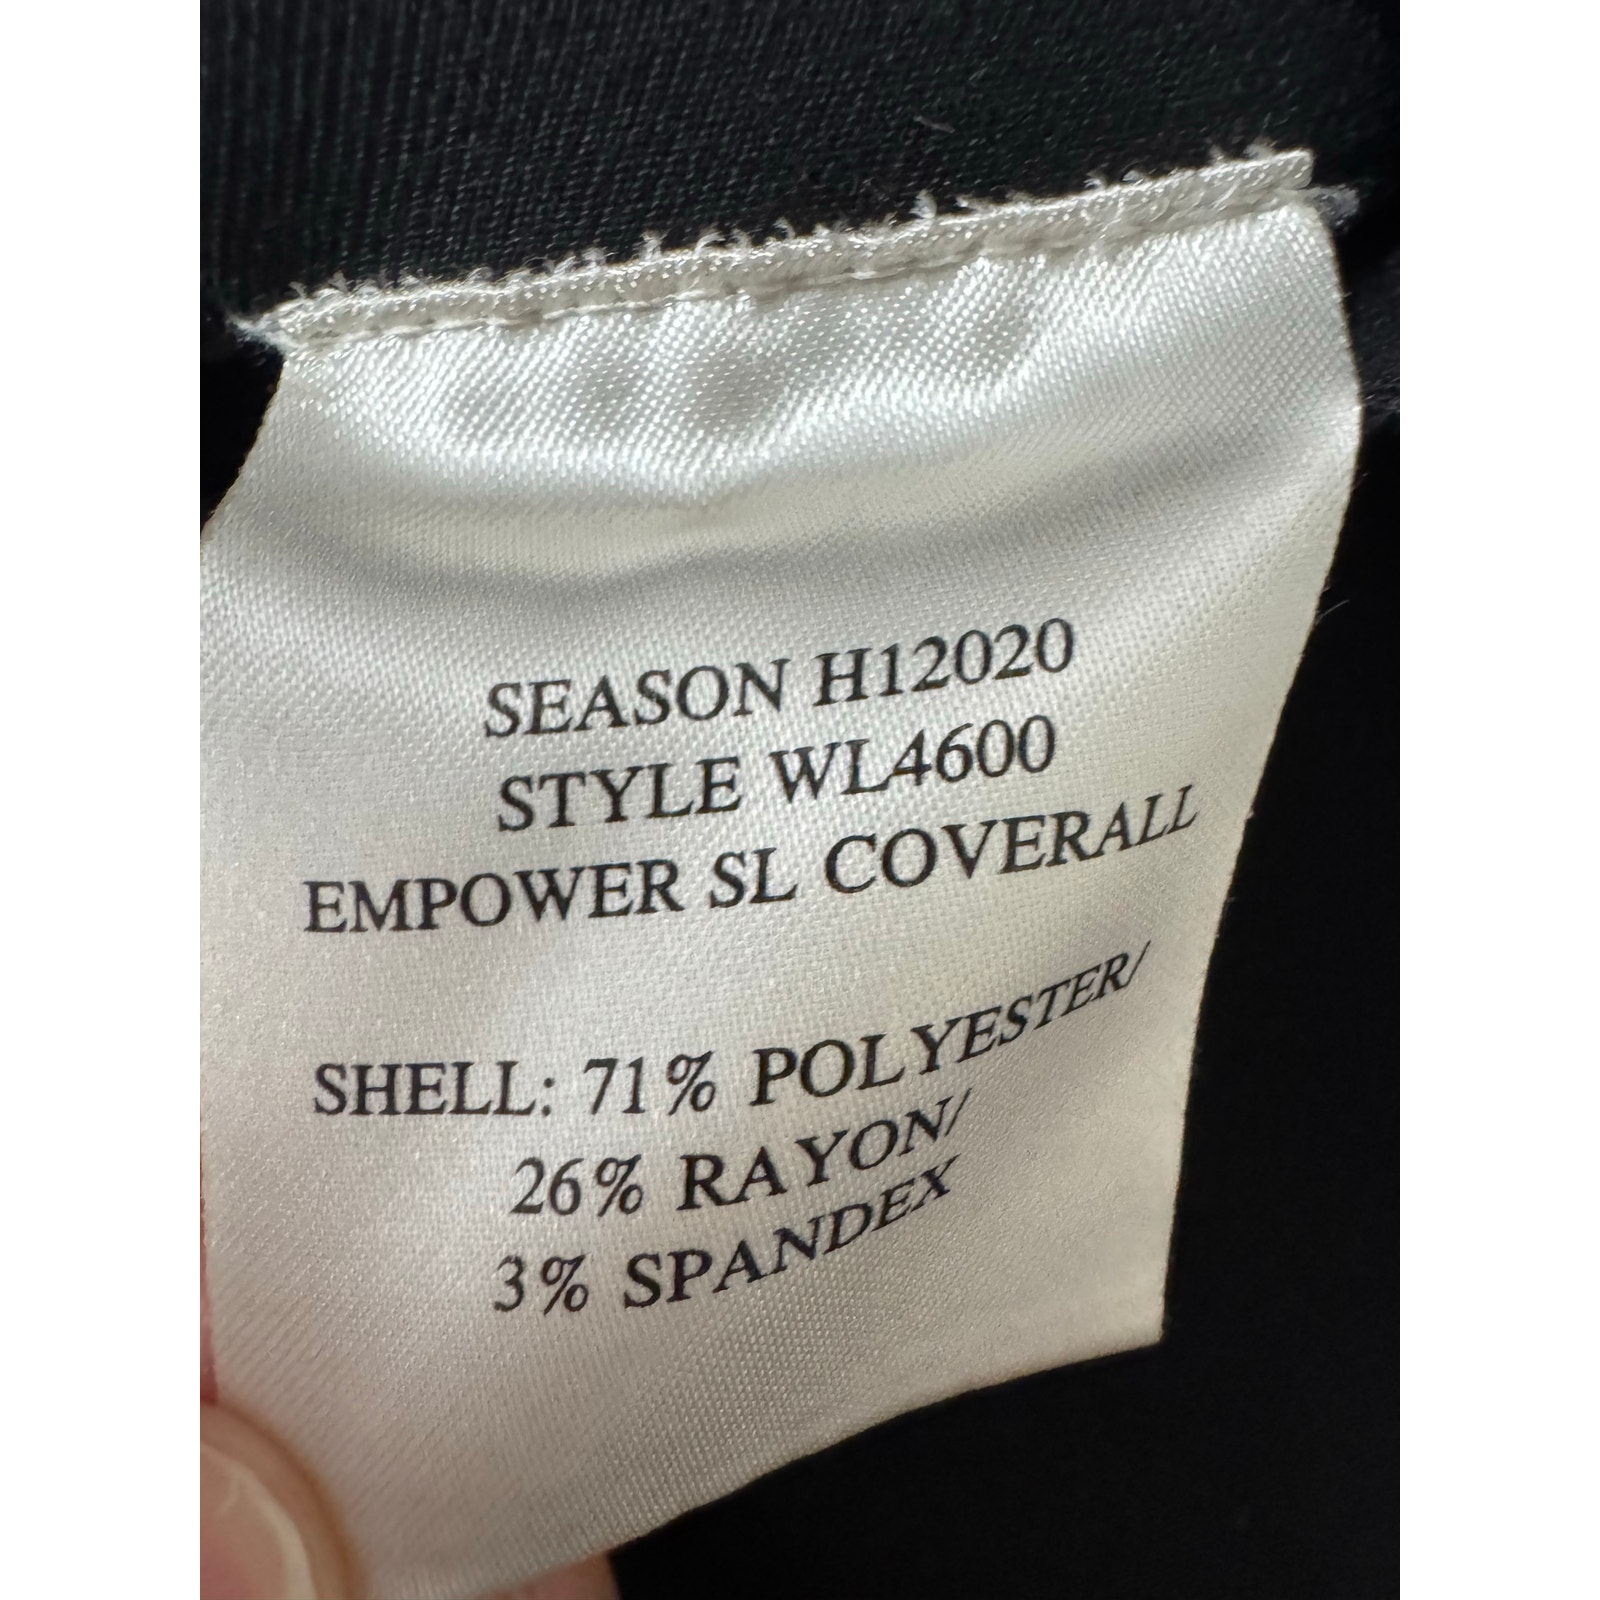 SEASON H12020
STYLE WL4600
EMPOWER SL COVERALL
SHELL: 71% POLYESTER/
26% RAYON/
3% SPANDEX